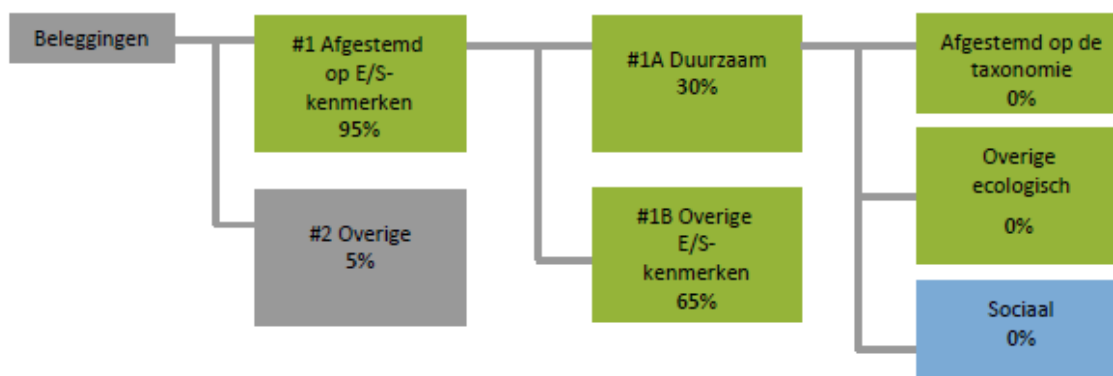 Beleggingen
#1 Afgestemd
op E/S-
kenmerken
95%
#2 Overige
5%
#1A Duurzaam
30%
#1B Overige
E/S-
kenmerken
65%
Afgestemd op de
taxonomie
0%
Overige
ecologisch
0%
Sociaal
0%